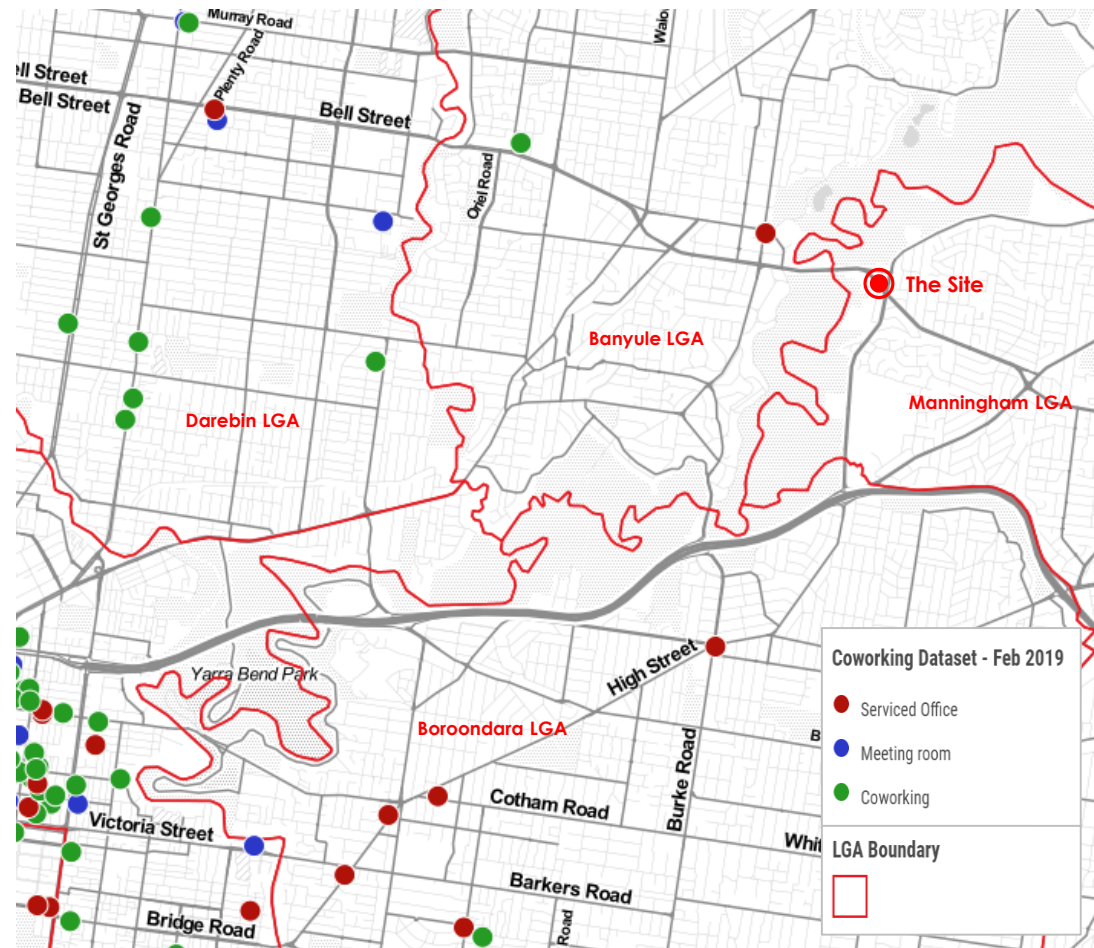 Murray Road
Plenty Road
ell Street
Bell Street
Bell Street
St Georges Road
Oriel Road
Waio
The Site
Banyule LGA
Manningham LGA
Darebin LGA
Yarra Bend Park
High Street
Boroondara LGA
Burke Road
B
Cotham Road
Victoria Street
Whit
Barkers Road
Bridge Road
Road
Coworking Dataset - Feb 2019
Serviced Office
Meeting room
Coworking
LGA Boundary